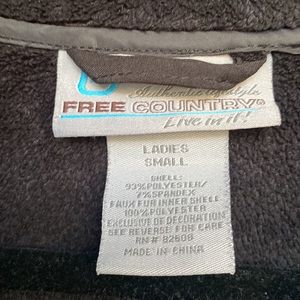 Authentic Lifestyle
FREE COUNTRY®
Live in it!
LADIES
SMALL
SHELL:
93%POLYESTER/
7%SPANDEX
FAUX FUR INNER SHELL
100%POLYESTER
EXCLUSIVE OF DECORATION
SEE REVERSE FOR CARE
RN # 82508
MADE IN CHINA